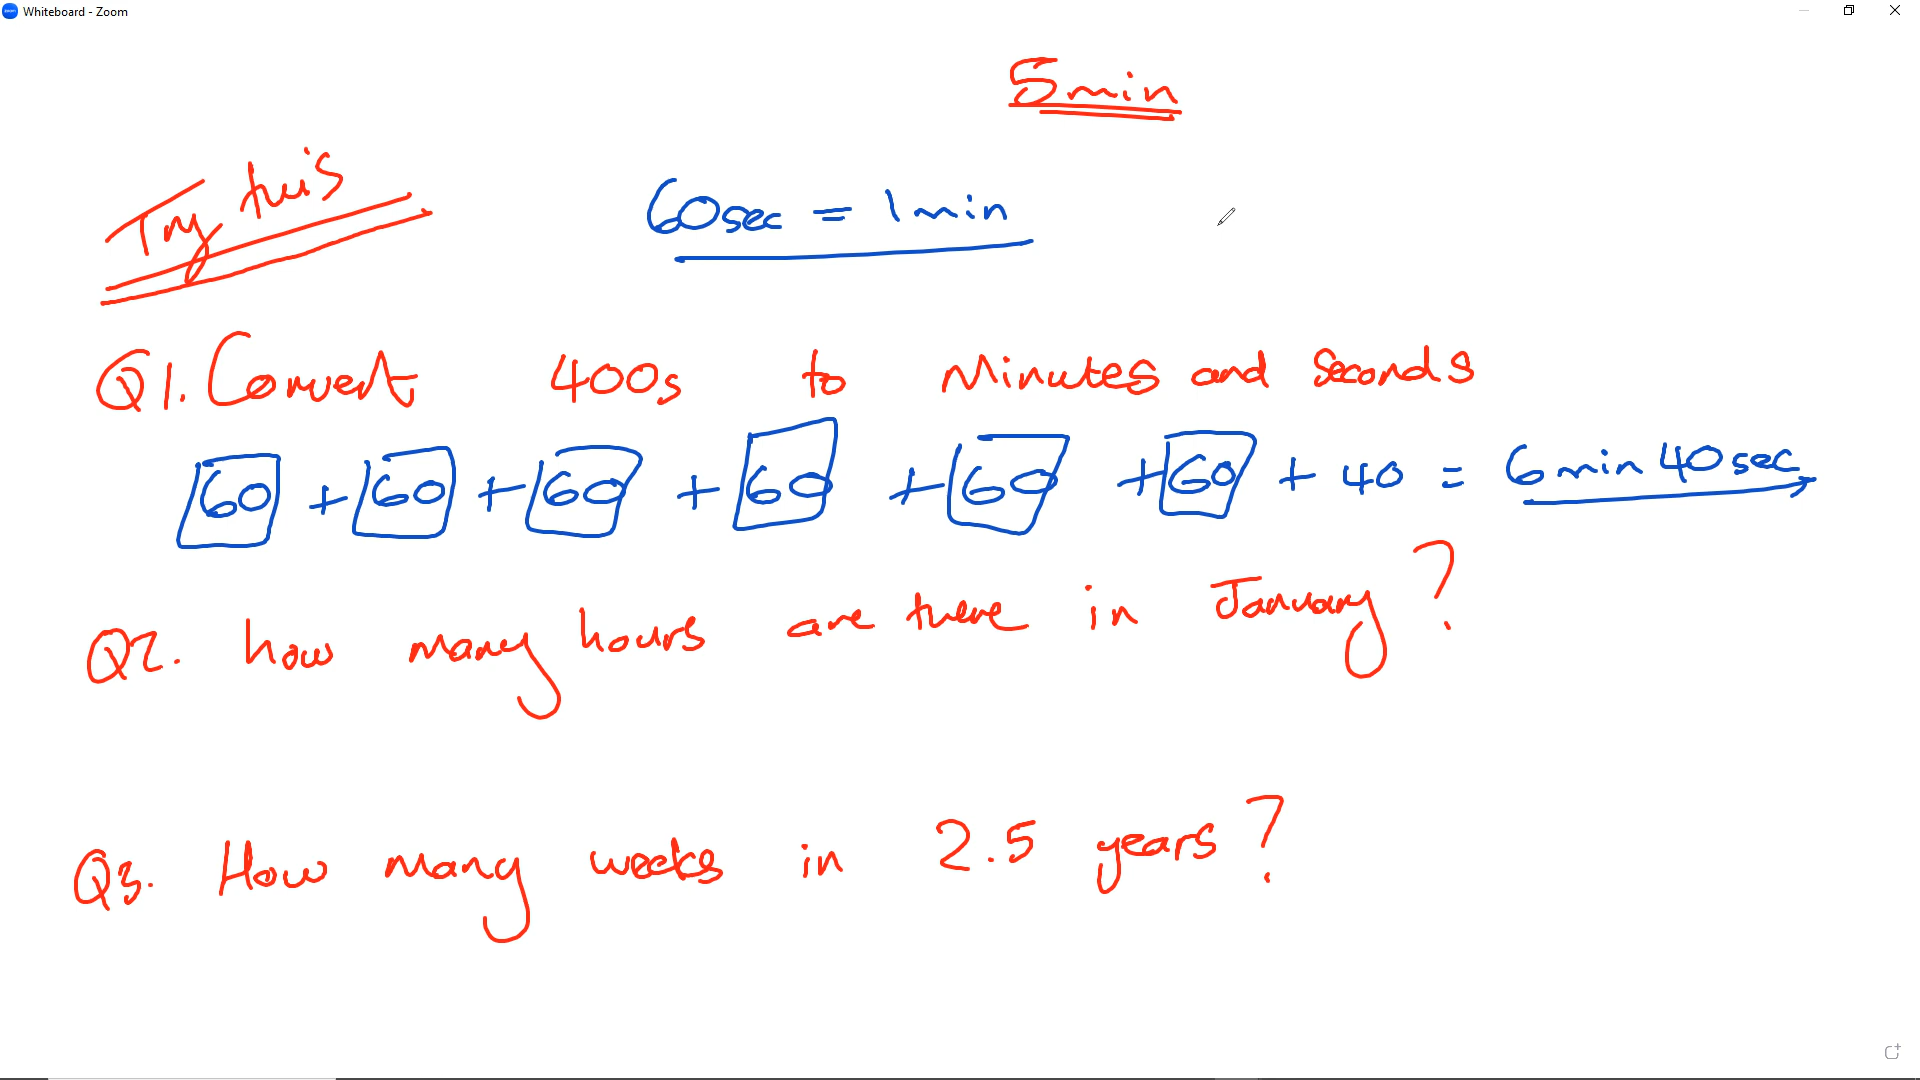 Whiteboard - Zoom
5min
Try this
60sec = 1min
Q1. Convert 400s to Minutes and Seconds
60 + 60 + 60 + 60 + 60 + 60 + 40 = 6min 40sec
Q2. how many hours are there in January?
Q3. How many weeks in 2.5 years?